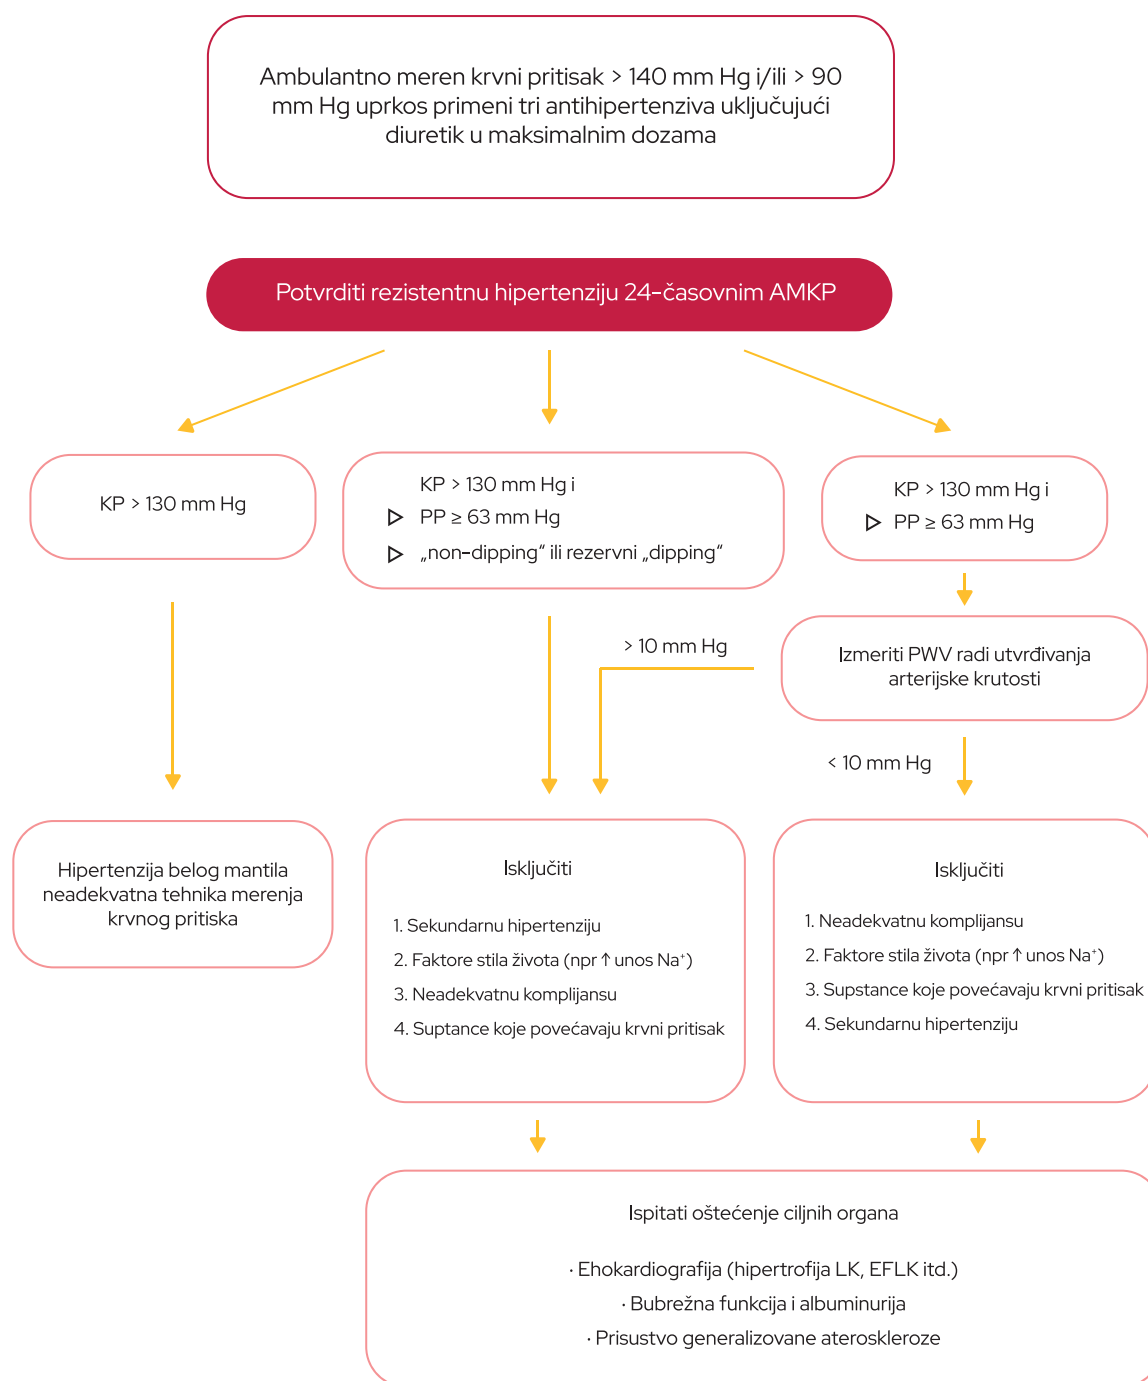 Ambulantno meren krvni pritisak > 140 mm Hg i/ili > 90
mm Hg uprkos primeni tri antihipertenziva uključujući
diuretik u maksimalnim dozama
Potvrditi rezistentnu hipertenziju 24-časovnim AMKP
KP > 130 mm Hg
KP > 130 mm Hg i
PP ≥ 63 mm Hg
„non-dipping“ ili rezervni „dipping“
KP > 130 mm Hg i
PP ≥ 63 mm Hg
> 10 mm Hg
Izmeriti PWV radi utvrđivanja
arterijske krutosti
< 10 mm Hg
Hipertenzija belog mantila
neadekvatna tehnika merenja
krvnog pritiska
Isključiti
1. Sekundarnu hipertenziju
2. Faktore stila života (npr ↑ unos Na⁺)
3. Neadekvatnu komplijansu
4. Suptance koje povećavaju krvni pritisak
Isključiti
1. Neadekvatnu komplijansu
2. Faktore stila života (npr ↑ unos Na⁺)
3. Supstance koje povećavaju krvni pritisak
4. Sekundarnu hipertenziju
Ispitati oštećenje ciljnih organa
· Ehokardiografija (hipertrofija LK, EFLK itd.)
· Bubrežna funkcija i albuminurija
· Prisustvo generalizovane ateroskleroze